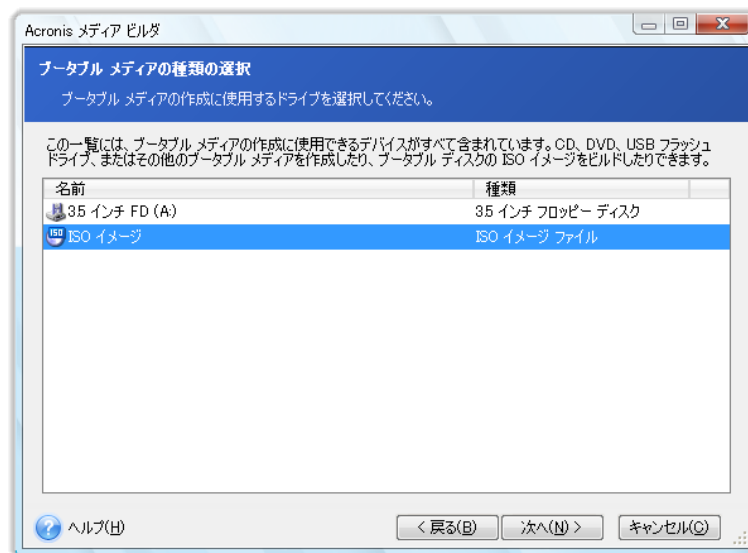 Acronis メディア ビルダ
ブータブル メディアの種類の選択
ブータブル メディアの作成に使用するドライブを選択してください。
この一覧には、ブータブル メディアの作成に使用できるデバイスがすべて含まれています。CD、DVD、USB フラッシュ
ドライブ、またはその他のブータブル メディアを作成したり、ブータブル ディスクの ISO イメージをビルドしたりできます。
名前 種類
3.5 インチ FD (A:) 3.5 インチ フロッピー ディスク
ISO ISO イメージ ISO イメージ ファイル
ヘルプ(H) < 戻る(B) 次へ(N) > キャンセル(C)